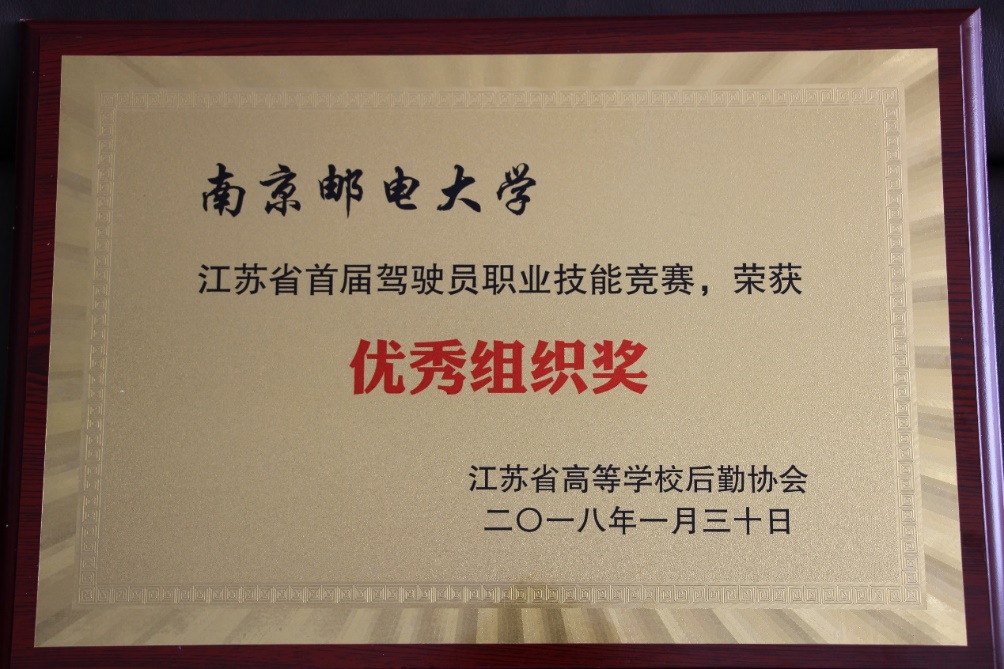 南京邮电大学
江苏省首届驾驶员职业技能竞赛，荣获
优秀组织奖
江苏省高等学校后勤协会
二〇一八年一月三十日